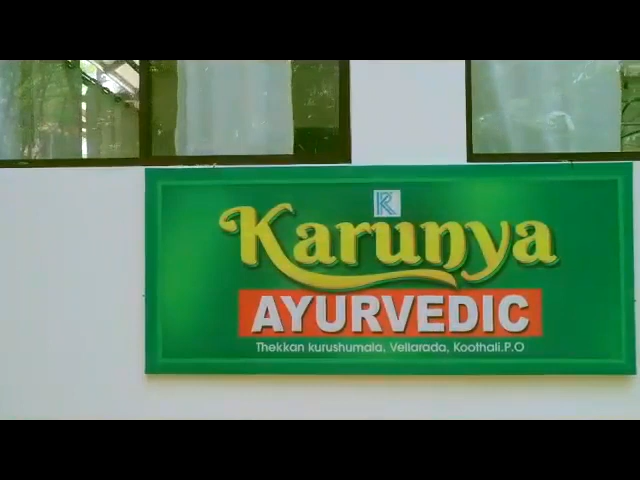 K
Karunya
AYURVEDIC
Thekkan kurushumala, Vellarada, Koothali.P.O